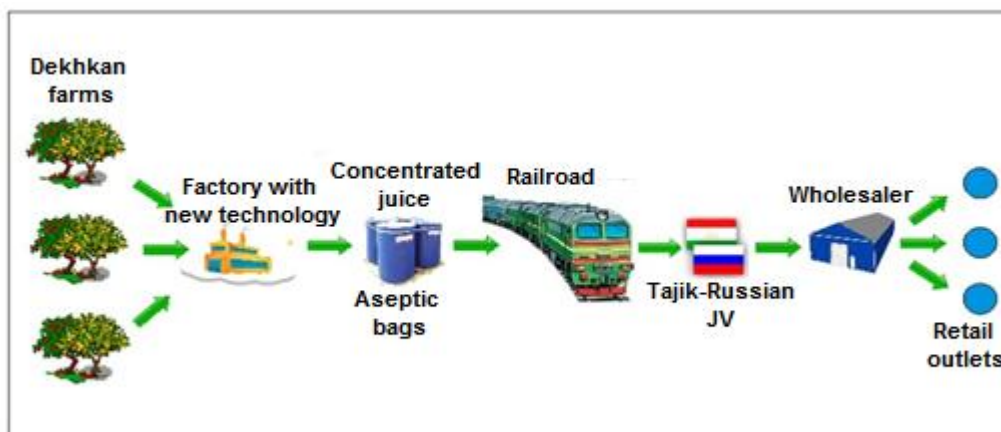 Dekhkan
farms
Factory with
new technology
Concentrated
juice
Aseptic
bags
Railroad
Tajik-Russian
JV
Wholesaler
Retail
outlets